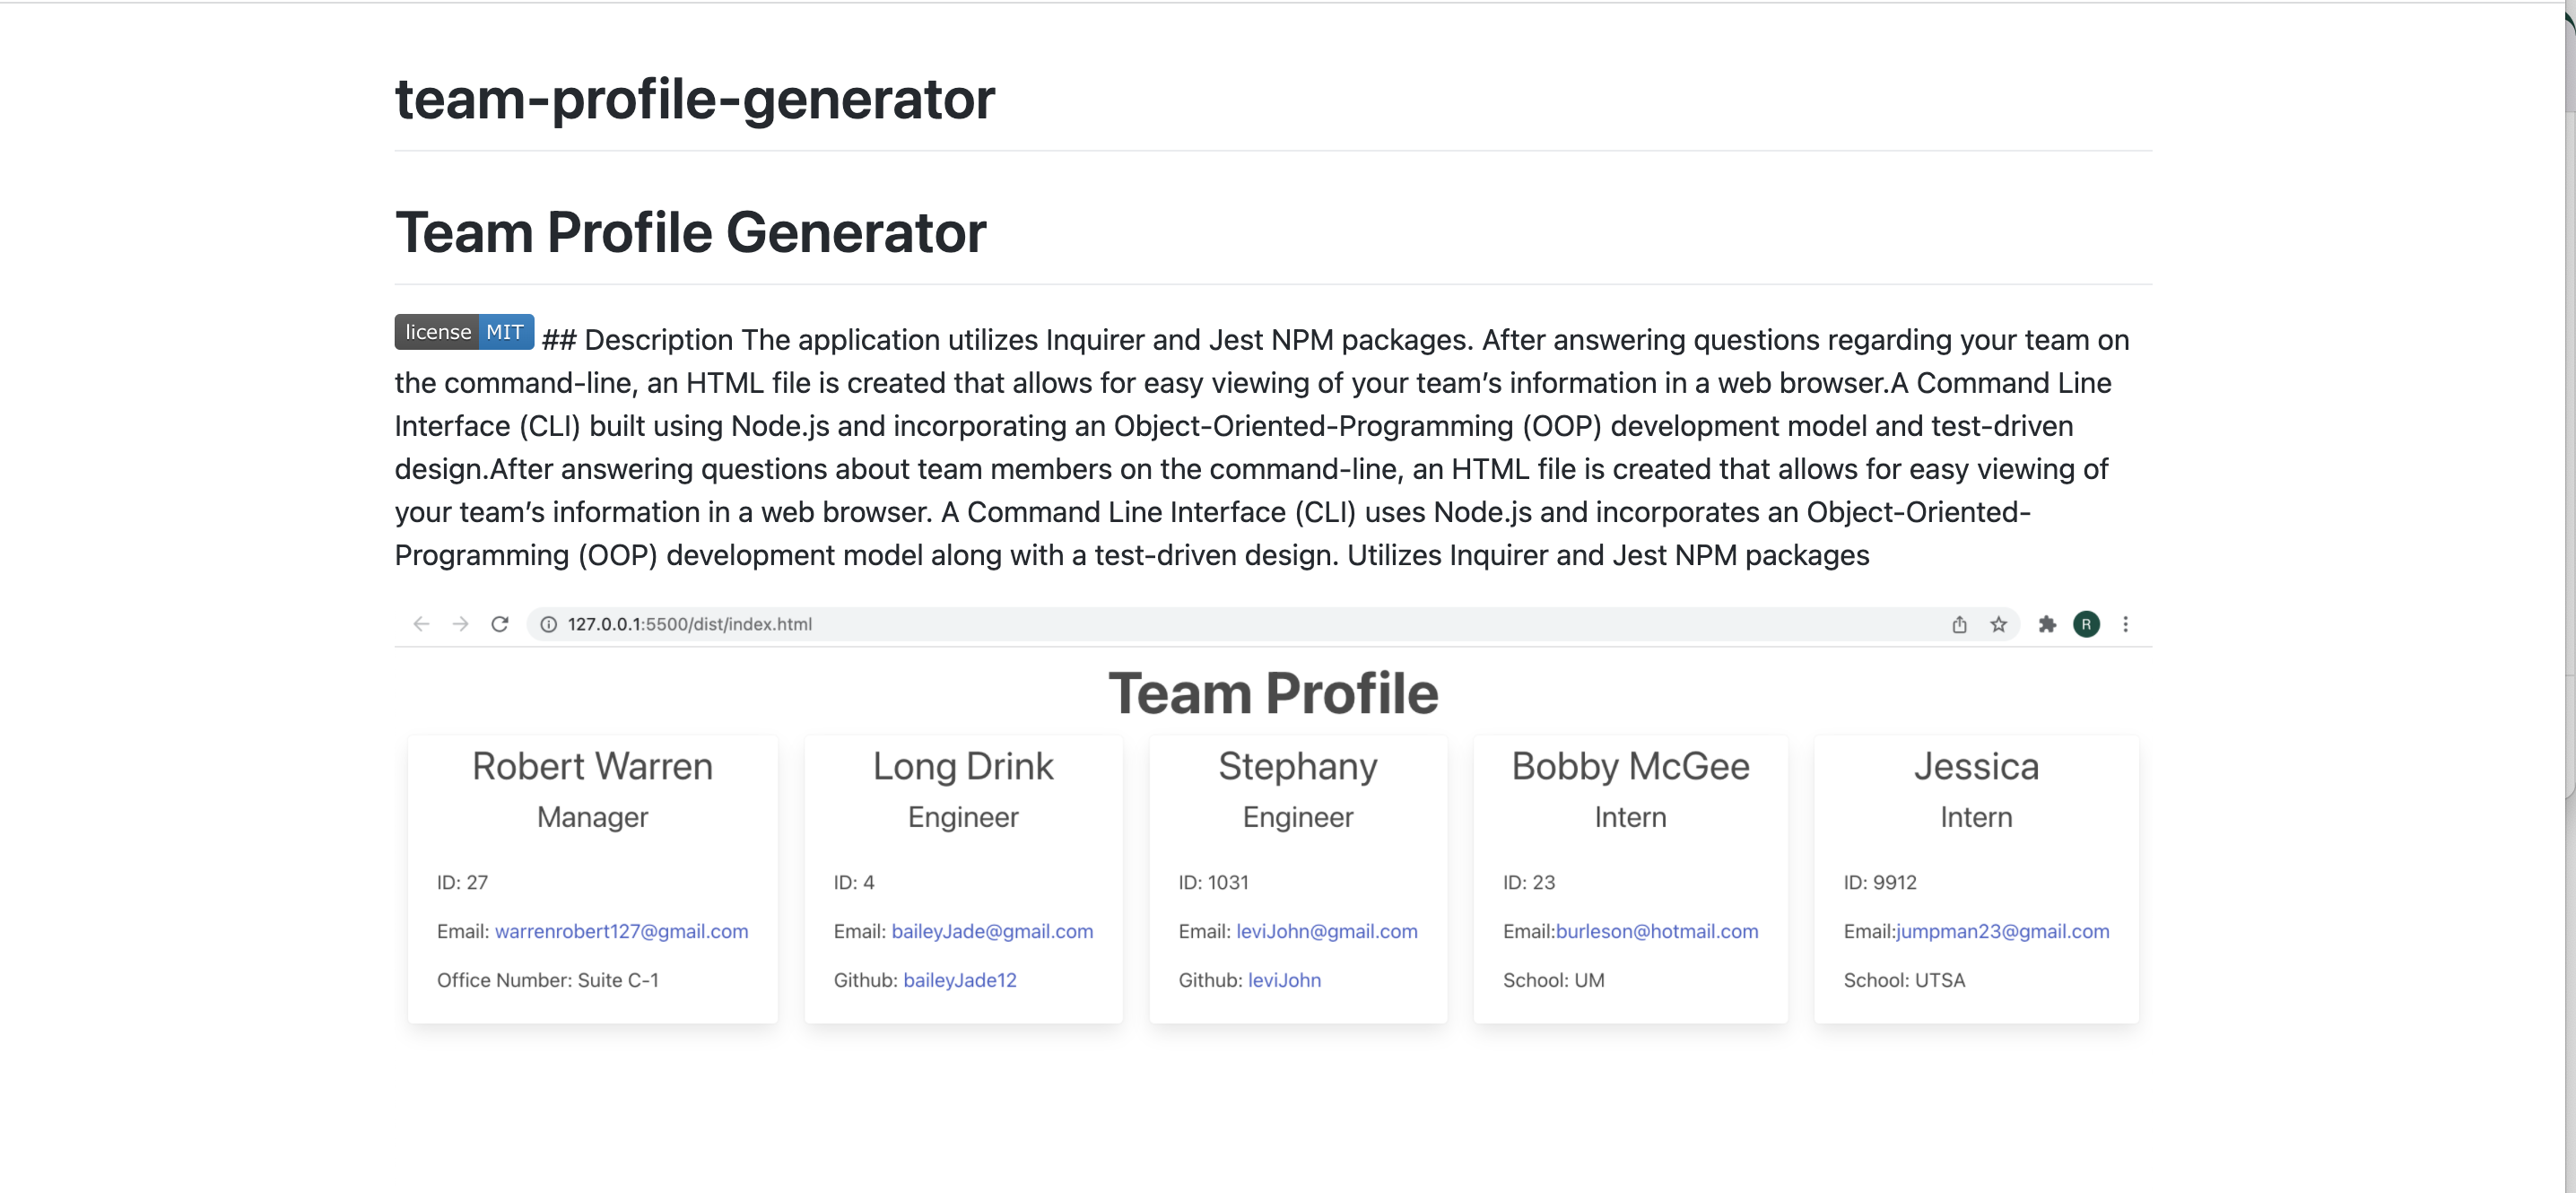 team-profile-generator
Team Profile Generator
license MIT ## Description The application utilizes Inquirer and Jest NPM packages. After answering questions regarding your team on
the command-line, an HTML file is created that allows for easy viewing of your team’s information in a web browser.A Command Line
Interface (CLI) built using Node.js and incorporating an Object-Oriented-Programming (OOP) development model and test-driven
design.After answering questions about team members on the command-line, an HTML file is created that allows for easy viewing of
your team’s information in a web browser. A Command Line Interface (CLI) uses Node.js and incorporates an Object-Oriented-
Programming (OOP) development model along with a test-driven design. Utilizes Inquirer and Jest NPM packages
127.0.0.1:5500/dist/index.html
R
Team Profile
Robert Warren
Manager
ID: 27
Email: warrenrobert127@gmail.com
Office Number: Suite C-1
Long Drink
Engineer
ID: 4
Email: baileyJade@gmail.com
Github: baileyJade12
Stephany
Engineer
ID: 1031
Email: leviJohn@gmail.com
Github: leviJohn
Bobby McGee
Intern
ID: 23
Email:burleson@hotmail.com
School: UM
Jessica
Intern
ID: 9912
Email:jumpman23@gmail.com
School: UTSA